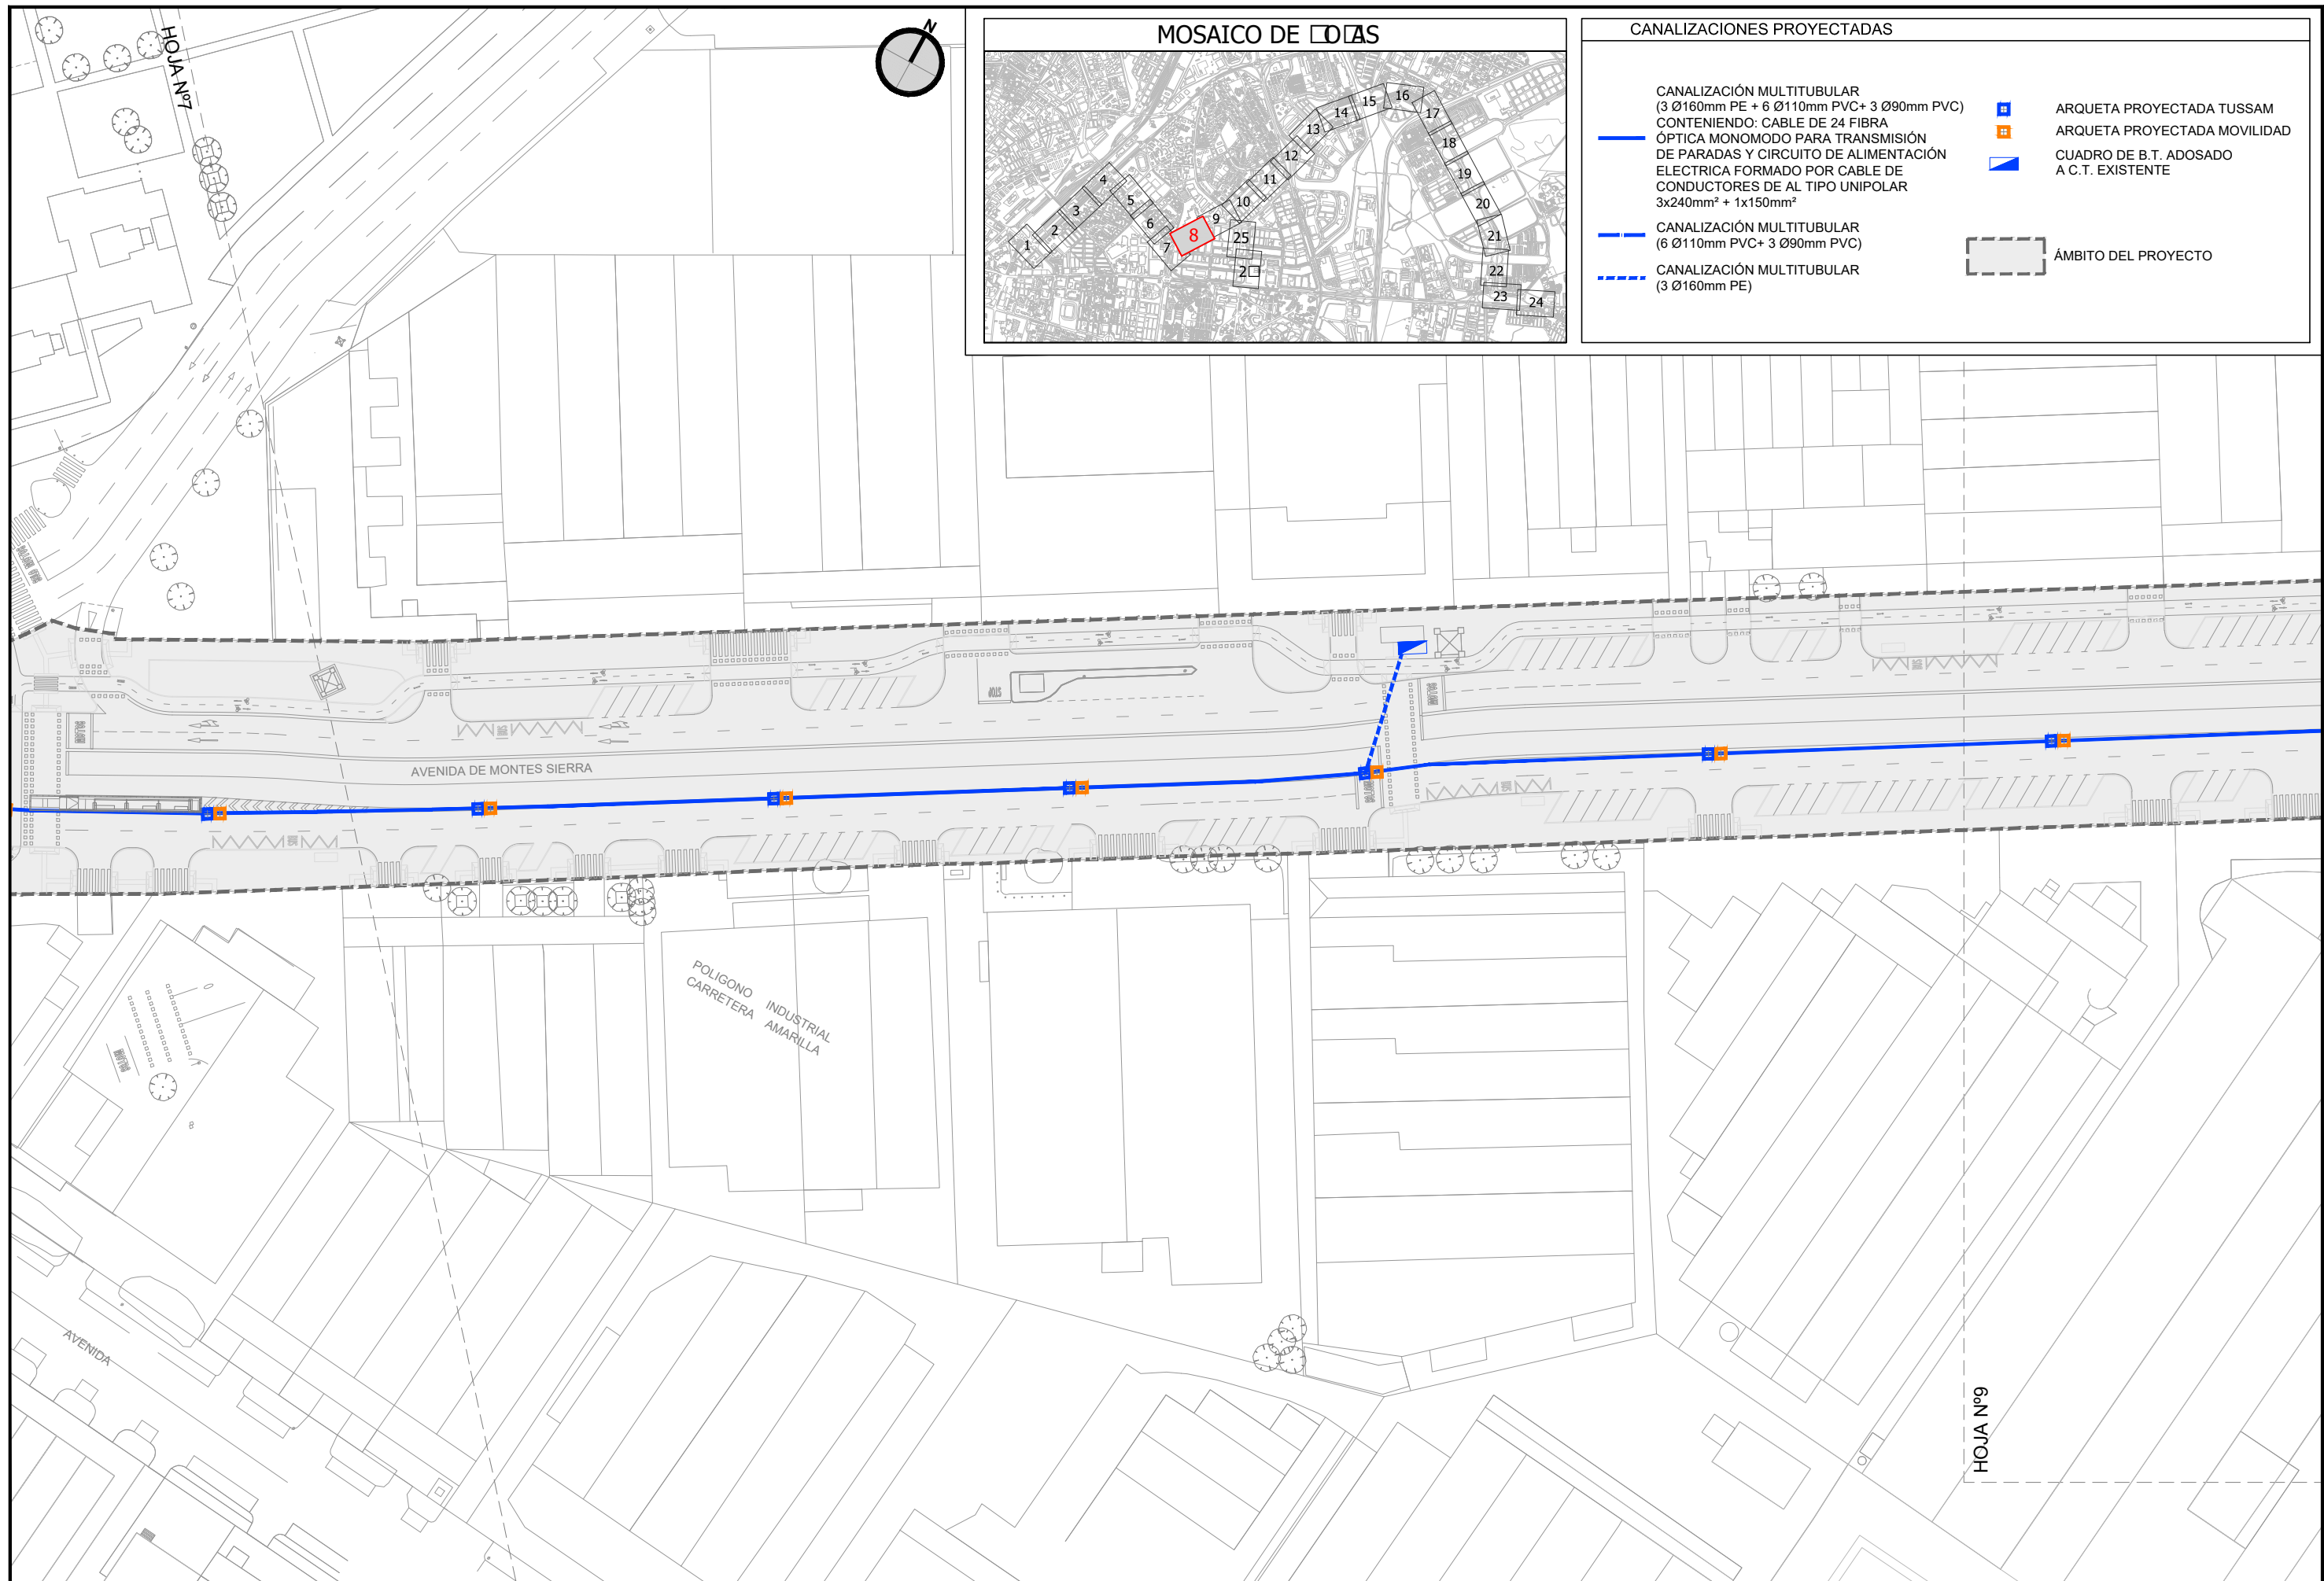 HOJA Nº7
N
MOSAICO DE □O□AS
1
2
3
4
5
6
7
8
9
10
11
12
13
14
15
16
17
18
19
20
21
22
23
24
25
2□
CANALIZACIONES PROYECTADAS
CANALIZACIÓN MULTITUBULAR
(3 Ø160mm PE + 6 Ø110mm PVC+ 3 Ø90mm PVC)
CONTENIENDO: CABLE DE 24 FIBRA
ÓPTICA MONOMODO PARA TRANSMISIÓN
DE PARADAS Y CIRCUITO DE ALIMENTACIÓN
ELECTRICA FORMADO POR CABLE DE
CONDUCTORES DE AL TIPO UNIPOLAR
3x240mm² + 1x150mm²
CANALIZACIÓN MULTITUBULAR
(6 Ø110mm PVC+ 3 Ø90mm PVC)
CANALIZACIÓN MULTITUBULAR
(3 Ø160mm PE)
ARQUETA PROYECTADA TUSSAM
ARQUETA PROYECTADA MOVILIDAD
CUADRO DE B.T. ADOSADO
A C.T. EXISTENTE
ÁMBITO DEL PROYECTO
STOP
AVENIDA DE MONTES SIERRA
POLIGONO INDUSTRIAL
CARRETERA AMARILLA
AVENIDA
HOJA Nº9